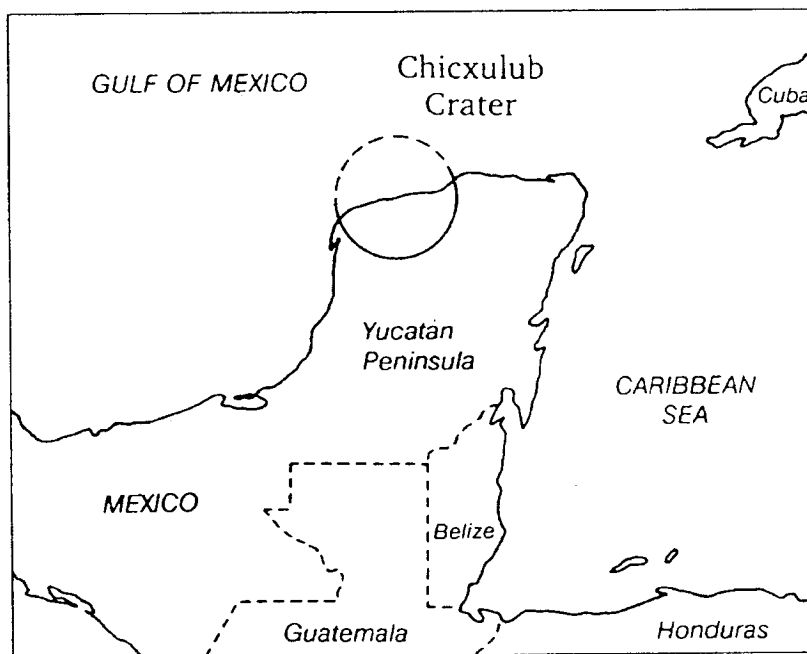 GULF OF MEXICO
Chicxulub
Crater
Cuba
Yucatán
Peninsula
CARIBBEAN
SEA
MEXICO
Belize
Guatemala
Honduras